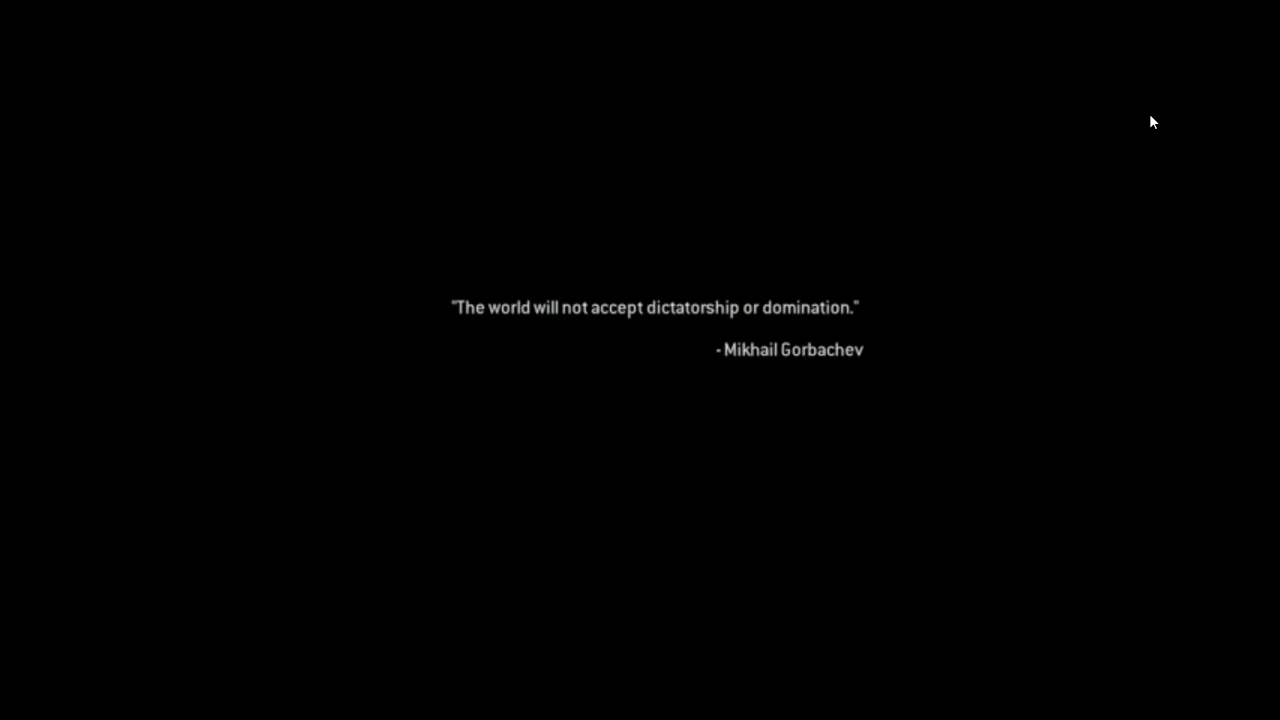 "The world will not accept dictatorship or domination."
- Mikhail Gorbachev